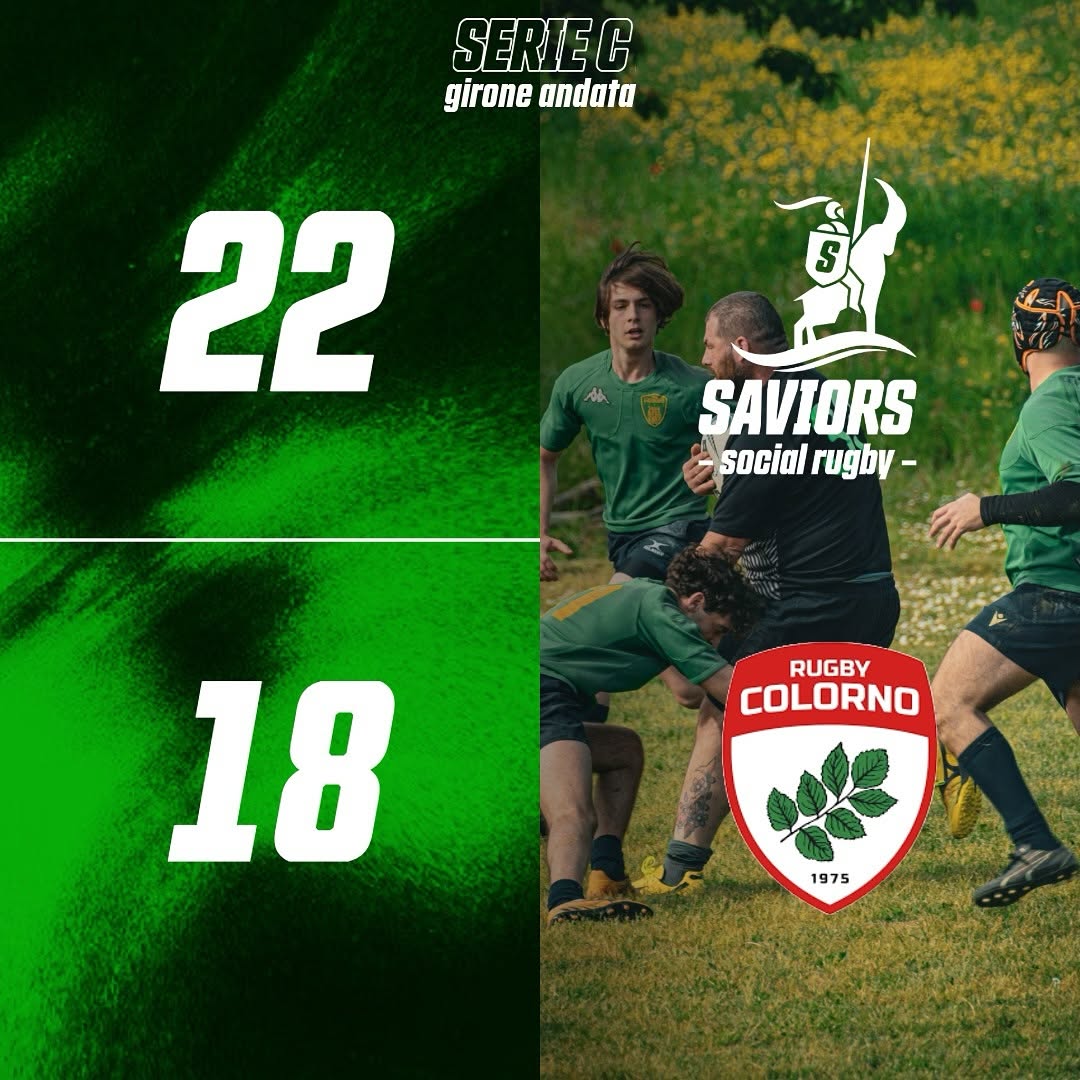 SERIE C
girone andata
22
S
SAVIORS
- social rugby -
18
RUGBY
COLORNO
1975